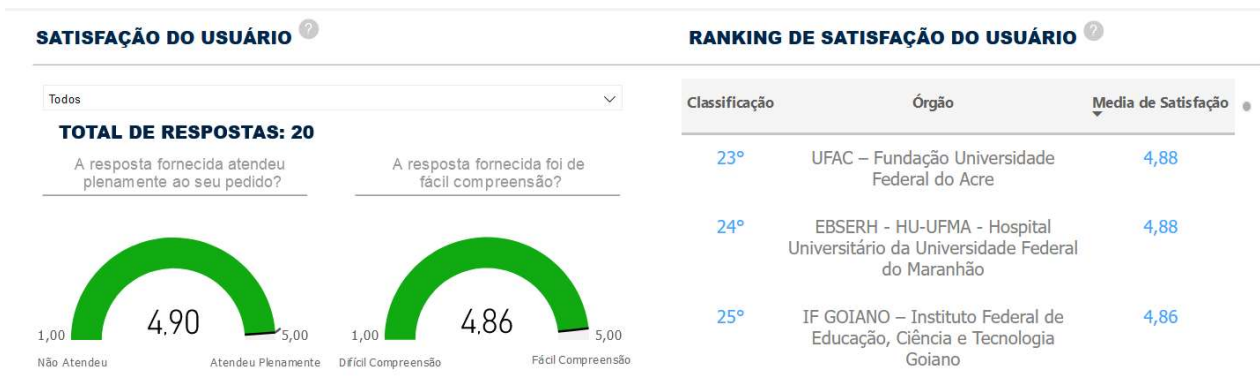 SATISFAÇÃO DO USUÁRIO ?
Todos
TOTAL DE RESPOSTAS: 20
A resposta fornecida atendeu
plenamente ao seu pedido?
A resposta fornecida foi de
fácil compreensão?
4,90
1,00
5,00
Não Atendeu
Atendeu Plenamente
4,86
1,00
5,00
Difícil Compreensão
Fácil Compreensão
RANKING DE SATISFAÇÃO DO USUÁRIO ?
Classificação Órgão Media de Satisfação
23° UFAC – Fundação Universidade 4,88
Federal do Acre
24° EBSERH - HU-UFMA - Hospital 4,88
Universitário da Universidade Federal
do Maranhão
25° IF GOIANO – Instituto Federal de 4,86
Educação, Ciência e Tecnologia
Goiano